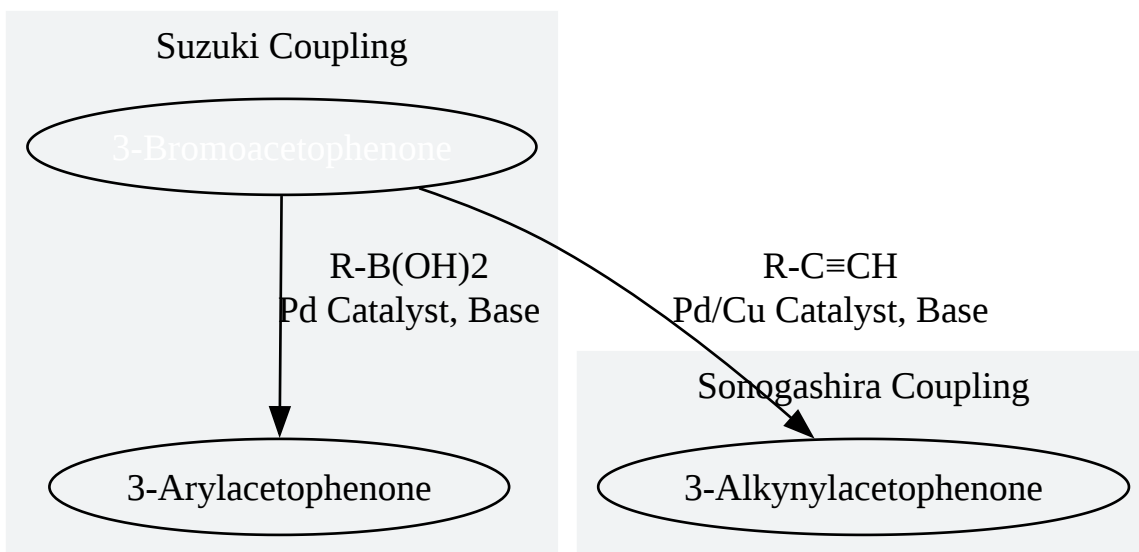 Suzuki Coupling
3-Bromoacetophenone
R-B(OH)2
Pd Catalyst, Base
R-C≡CH
Pd/Cu Catalyst, Base
Sonogashira Coupling
3-Arylacetophenone
3-Alkynylacetophenone